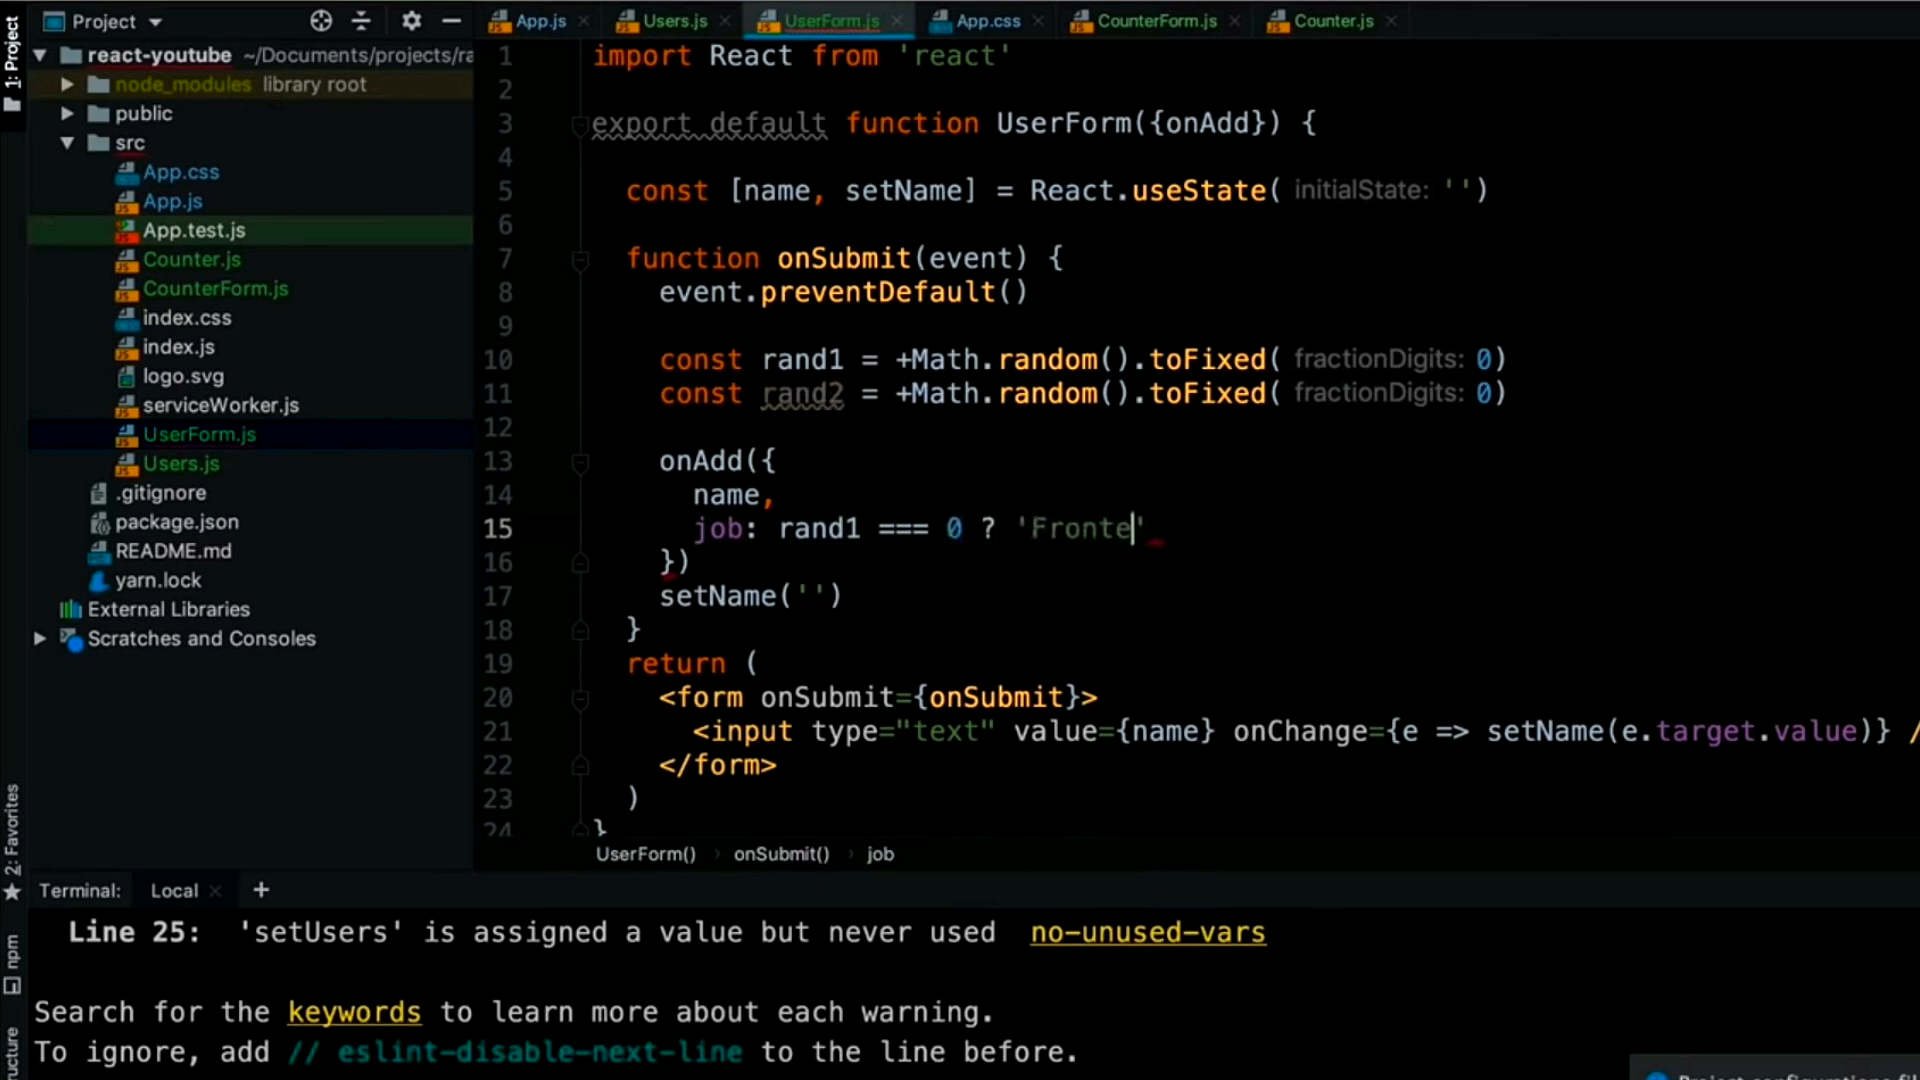 1: Project
Project
react-youtube ~/Documents/projects/ra
node_modules library root
public
src
App.css
App.js
App.test.js
Counter.js
CounterForm.js
index.css
index.js
logo.svg
serviceWorker.js
UserForm.js
Users.js
.gitignore
package.json
README.md
yarn.lock
External Libraries
Scratches and Consoles
App.js Users.js UserForm.js App.css CounterForm.js Counter.js
1 import React from 'react'
2
3 export default function UserForm({onAdd}) {
4
5 const [name, setName] = React.useState( initialState: '')
6
7 function onSubmit(event) {
8 event.preventDefault()
9
10 const rand1 = +Math.random().toFixed( fractionDigits: 0)
11 const rand2 = +Math.random().toFixed( fractionDigits: 0)
12
13 onAdd({
14 name,
15 job: rand1 === 0 ? 'Fronte'
16 })
17 setName('')
18 }
19 return (
20 <form onSubmit={onSubmit}>
21 <input type="text" value={name} onChange={e => setName(e.target.value)} /
22 </form>
23 )
24 }
UserForm() onSubmit() job
2: Favorites
npm
ructure
Terminal: Local +
Line 25: 'setUsers' is assigned a value but never used no-unused-vars
Search for the keywords to learn more about each warning.
To ignore, add // eslint-disable-next-line to the line before.
Project configurations fil